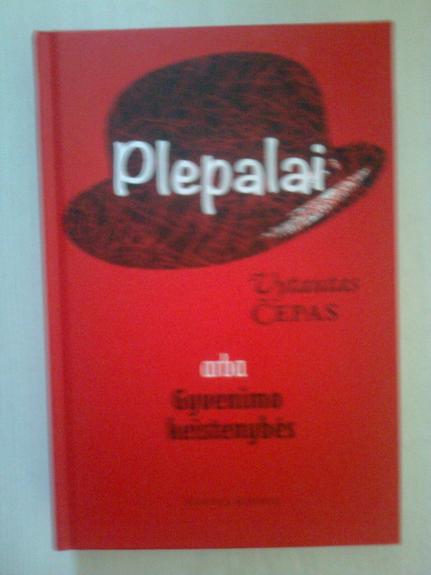 Plepalai
Vytautas
ČEPAS
arba
Gyvenimo
keistenybės